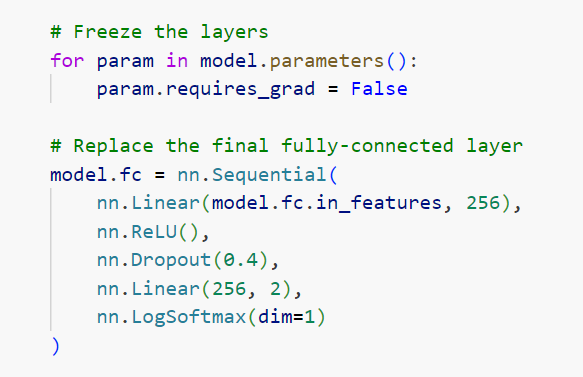 # Freeze the layers
for param in model.parameters():
    param.requires_grad = False
# Replace the final fully-connected layer
model.fc = nn.Sequential(
    nn.Linear(model.fc.in_features, 256),
    nn.ReLU(),
    nn.Dropout(0.4),
    nn.Linear(256, 2),
    nn.LogSoftmax(dim=1)
)